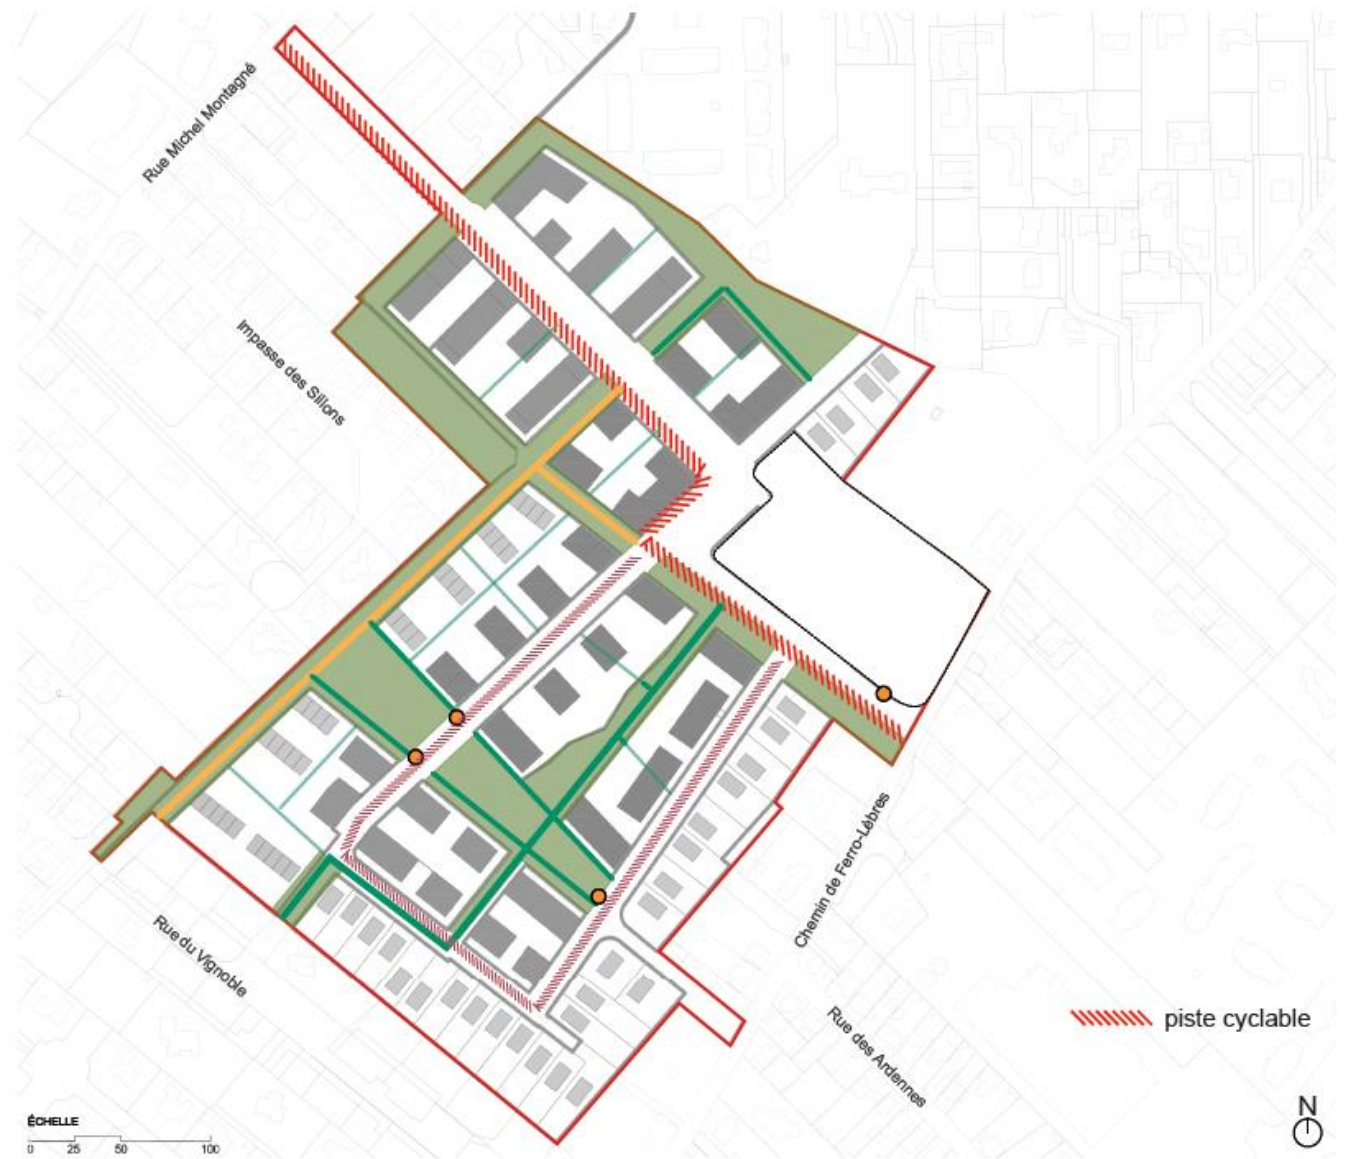 Rue Michel Montagné
Impasse des Sillons
Rue du Vignoble
Chemin de Ferro-Lèbres
Rue des Ardennes
piste cyclable
ÉCHELLE
0 25 50 100
N